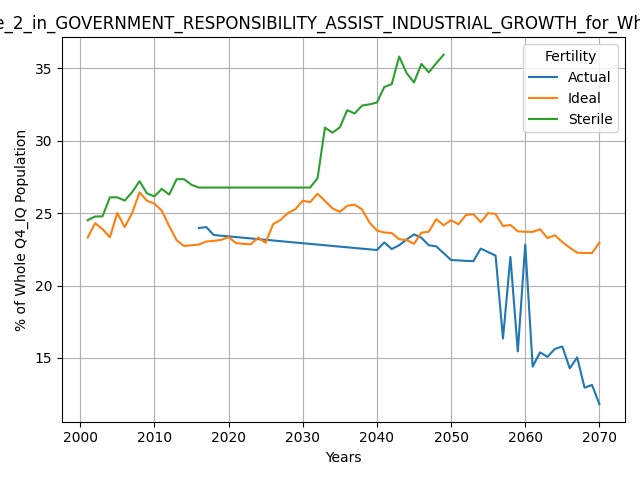 e_2_in_GOVERNMENT_RESPONSIBILITY_ASSIST_INDUSTRIAL_GROWTH_for_Wh
Fertility
Actual
Ideal
Sterile
% of Whole Q4_IQ Population
35
30
25
20
15
2000 2010 2020 2030 2040 2050 2060 2070
Years